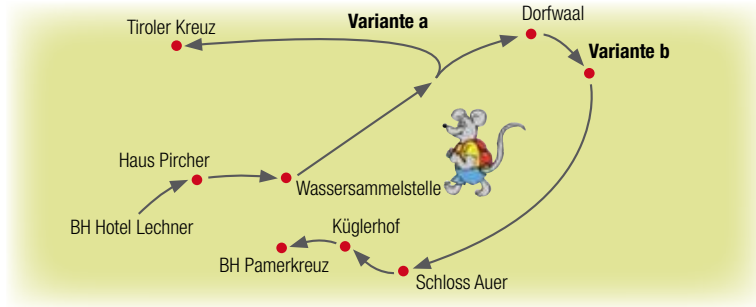 Dorfwaal
Variante a
Tiroler Kreuz
Variante b
Haus Pircher
Wassersammelstelle
BH Hotel Lechner
Küglerhof
BH Pamerkreuz
Schloss Auer